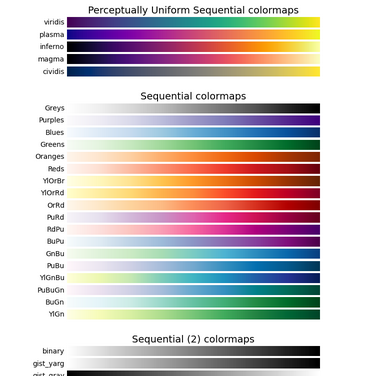 Perceptually Uniform Sequential colormaps
viridis
plasma
inferno
magma
cividis
Sequential colormaps
Greys
Purples
Blues
Greens
Oranges
Reds
YlOrBr
YlOrRd
OrRd
PuRd
RdPu
BuPu
GnBu
PuBu
YlGnBu
PuBuGn
BuGn
YlGn
Sequential (2) colormaps
binary
gist_yarg
gist_gray